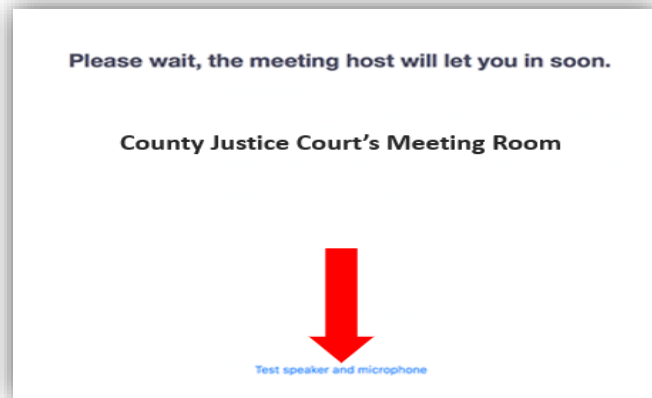 Please wait, the meeting host will let you in soon.
County Justice Court’s Meeting Room
Test speaker and microphone